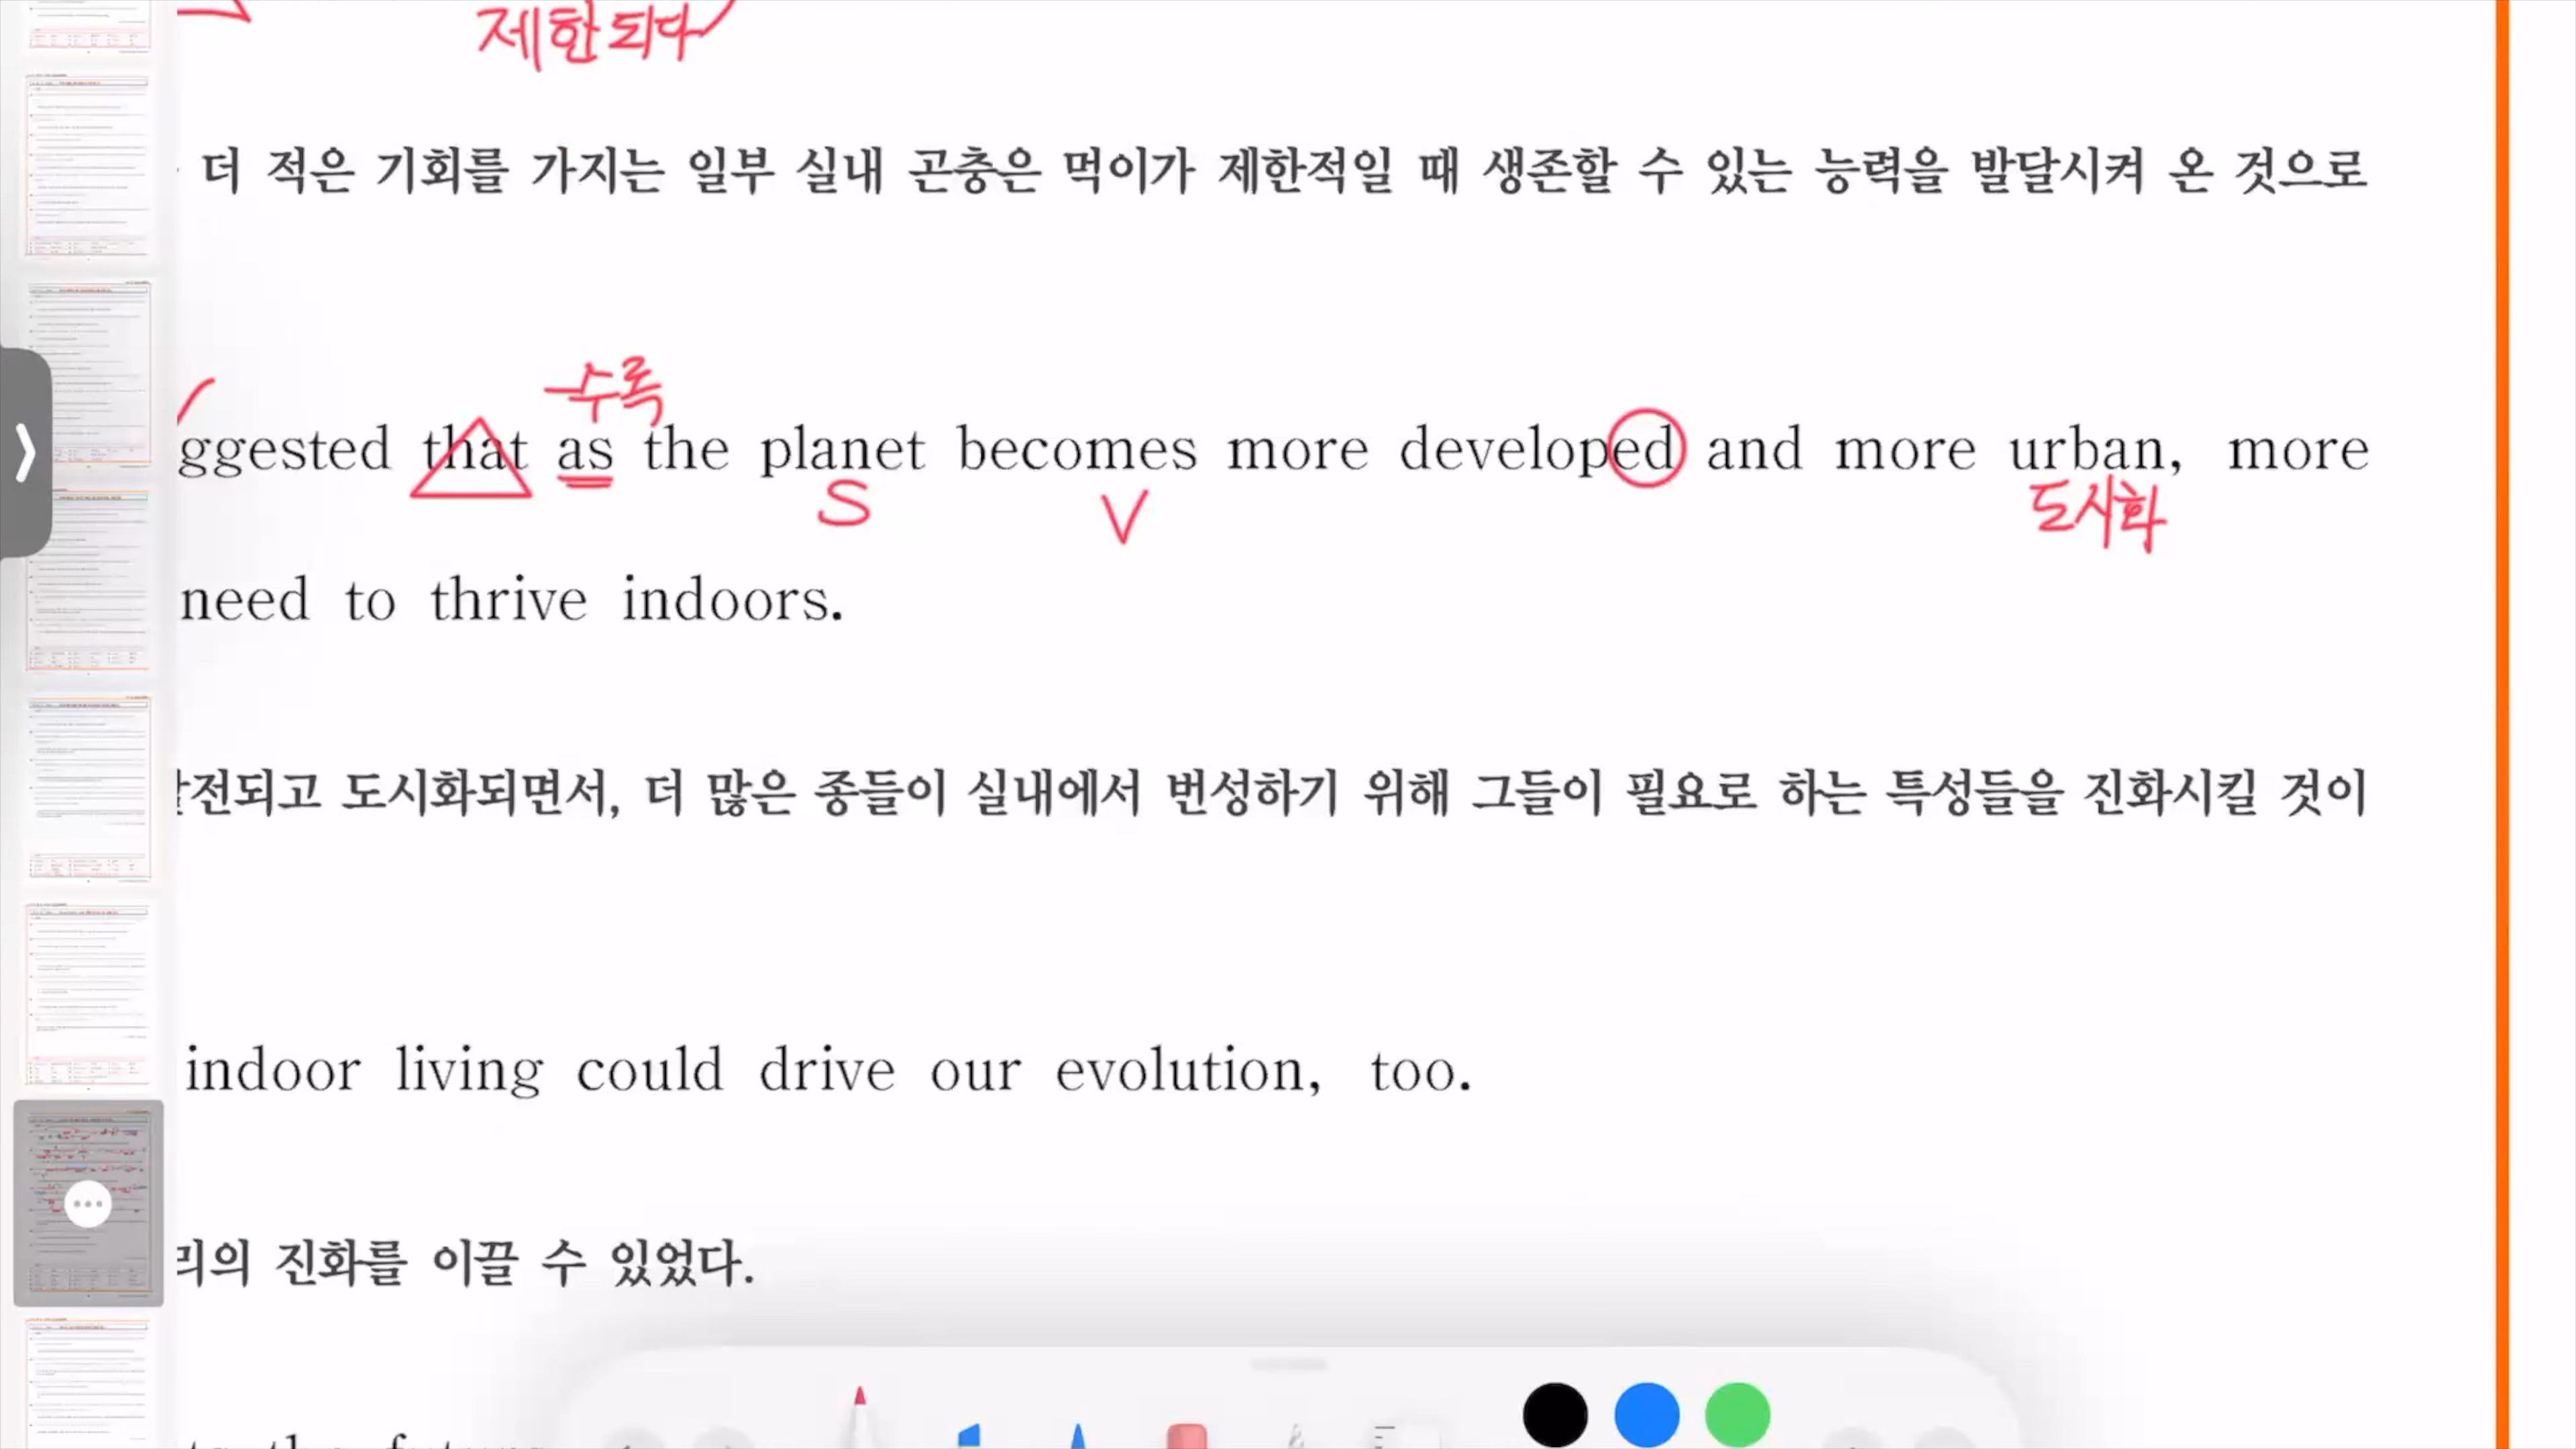 제한되다
더 적은 기회를 가지는 일부 실내 곤충은 먹이가 제한적일 때 생존할 수 있는 능력을 발달시켜 온 것으로
수록
ggested that as the planet becomes more developed and more urban, more
S V 도시화
need to thrive indoors.
전되고 도시화되면서, 더 많은 종들이 실내에서 번성하기 위해 그들이 필요로 하는 특성들을 진화시킬 것이
indoor living could drive our evolution, too.
리의 진화를 이끌 수 있었다.